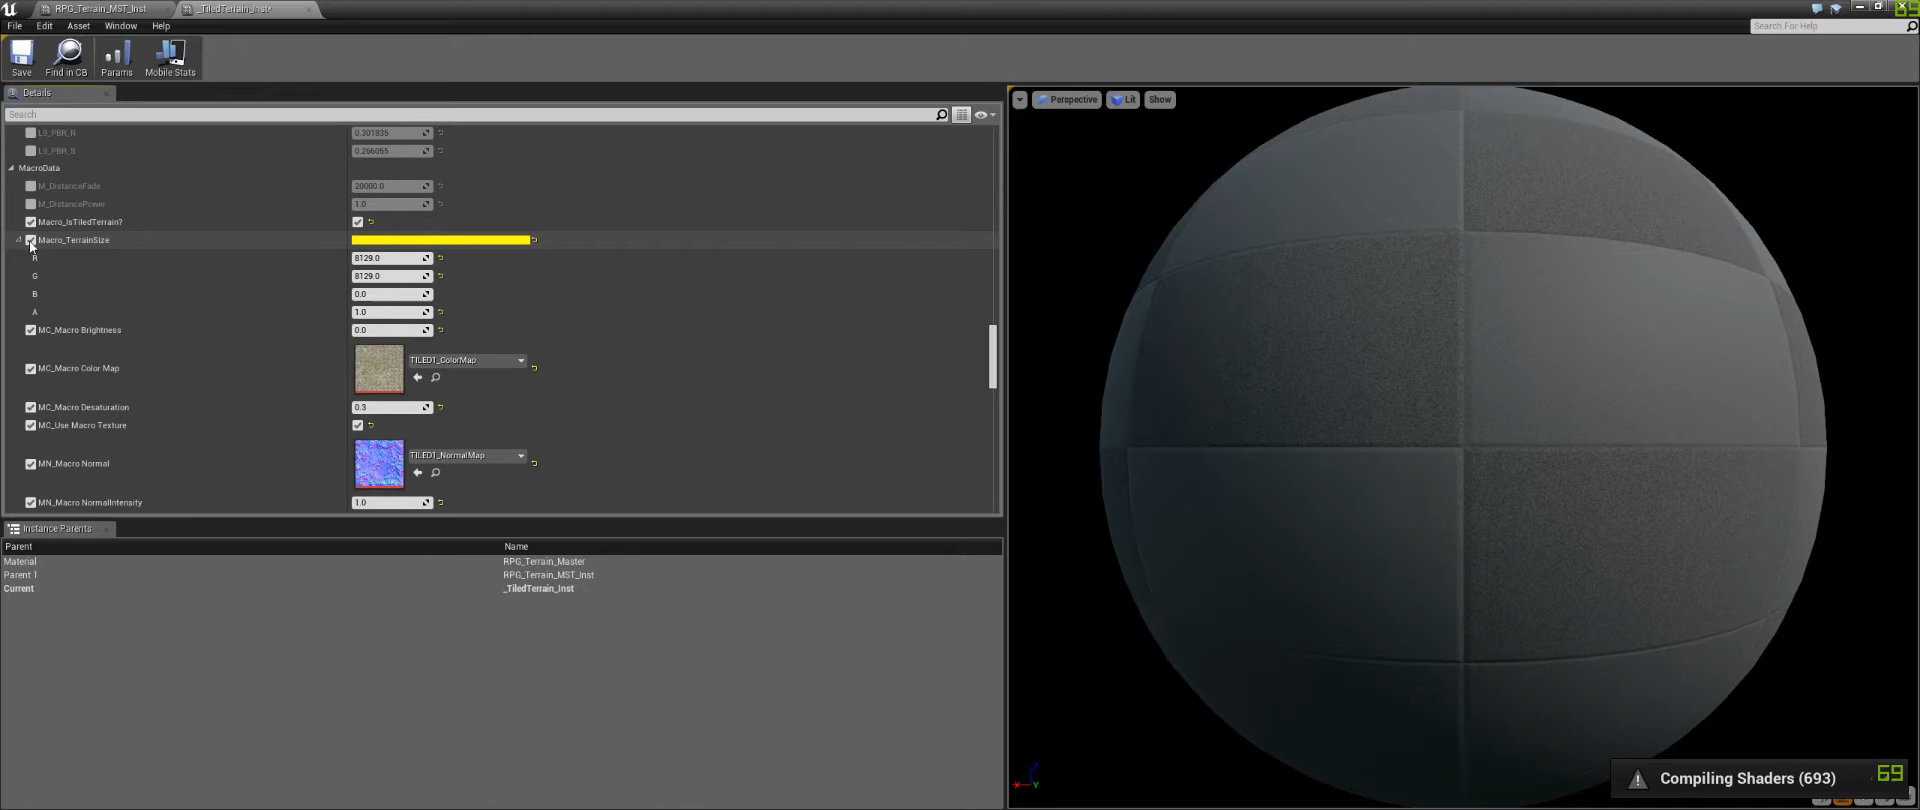 RPG_Terrain_MST_Inst
_TiledTerrain_Inst*
File Edit Asset Window Help
Search For Help
Save Find in CB Params Mobile Stats
Details
Search
Perspective Lit Show
L9_PBR_R 0.301835
L9_PBR_S 0.266055
MacroData
M_DistanceFade 20000.0
M_DistancePower 1.0
Macro_IsTiledTerrain?
Macro_TerrainSize
R 8129.0
G 8129.0
B 0.0
A 1.0
MC_Macro Brightness 0.0
TILED1_ColorMap
MC_Macro Color Map
MC_Macro Desaturation 0.3
MC_Use Macro Texture
TILED1_NormalMap
MN_Macro Normal
MN_Macro NormalIntensity 1.0
Instance Parents
Parent Name
Material RPG_Terrain_Master
Parent 1 RPG_Terrain_MST_Inst
Current _TiledTerrain_Inst
Z
X Y
Compiling Shaders (693)
69